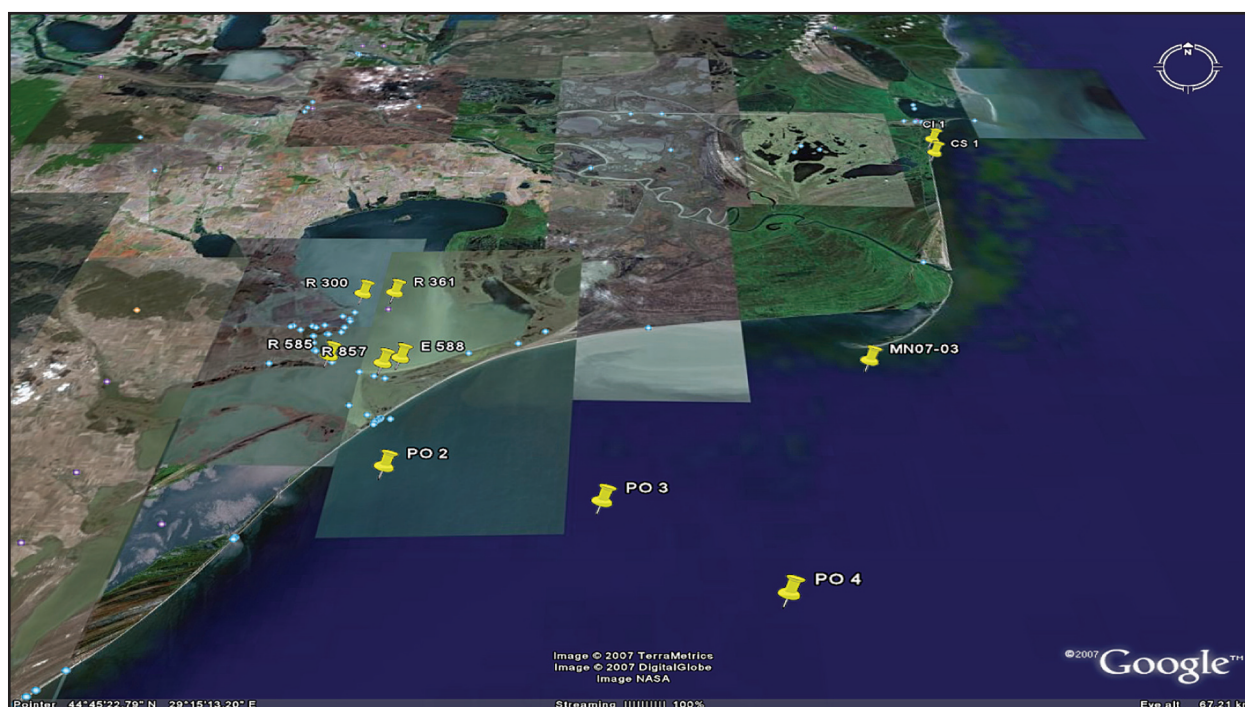 N
CI 1
CS 1
R 300
R 361
R 585
R 857
E 588
MN07-03
PO 2
PO 3
PO 4
Image © 2007 TerraMetrics
Image © 2007 DigitalGlobe
Image NASA
©2007 Google™
Pointer 44°45'22.79" N 29°15'13.20" E
Streaming |||||||||| 100%
Eye alt 67.21 km